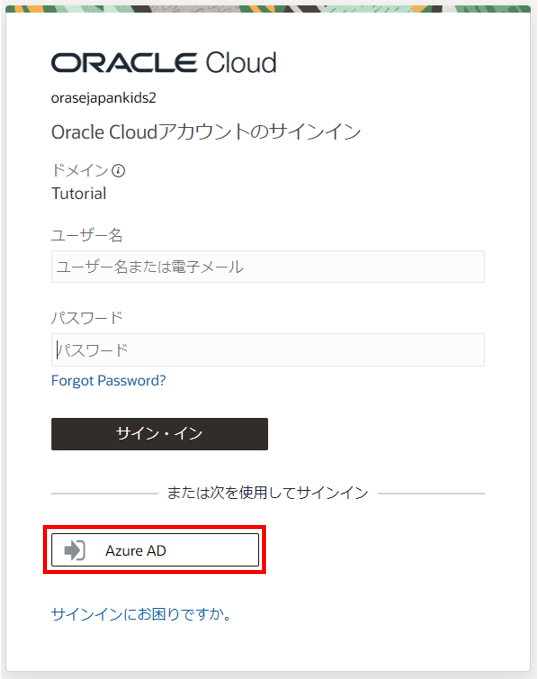 ORACLE Cloud
orasejapankids2
Oracle Cloudアカウントのサインイン
ドメイン
Tutorial
ユーザー名
ユーザー名または電子メール
パスワード
パスワード
Forgot Password?
サイン・イン
または次を使用してサインイン
Azure AD
サインインにお困りですか。